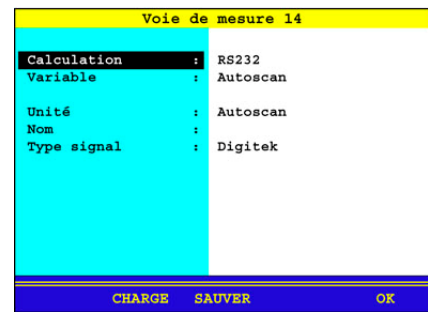 Voie de mesure 14
Calculation : RS232
Variable : Autoscan
Unité : Autoscan
Nom :
Type signal : Digitek
CHARGE SAUVER OK